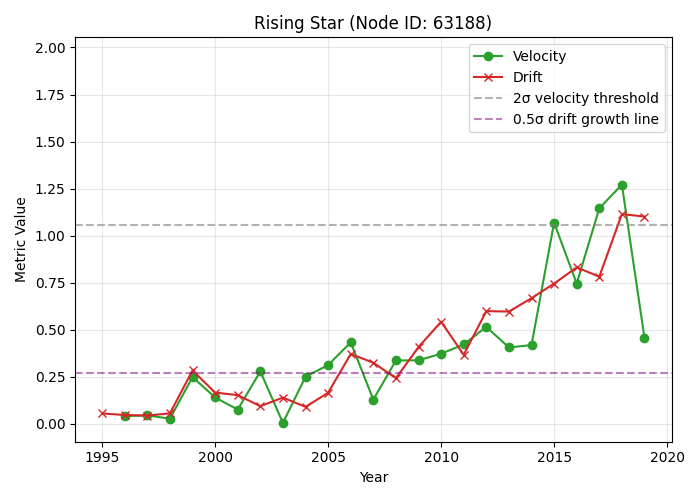 Rising Star (Node ID: 63188)
2.00
1.75
1.50
1.25
1.00
0.75
0.50
0.25
0.00
Metric Value
Velocity
Drift
2σ velocity threshold
0.5σ drift growth line
1995
2000
2005
2010
2015
2020
Year